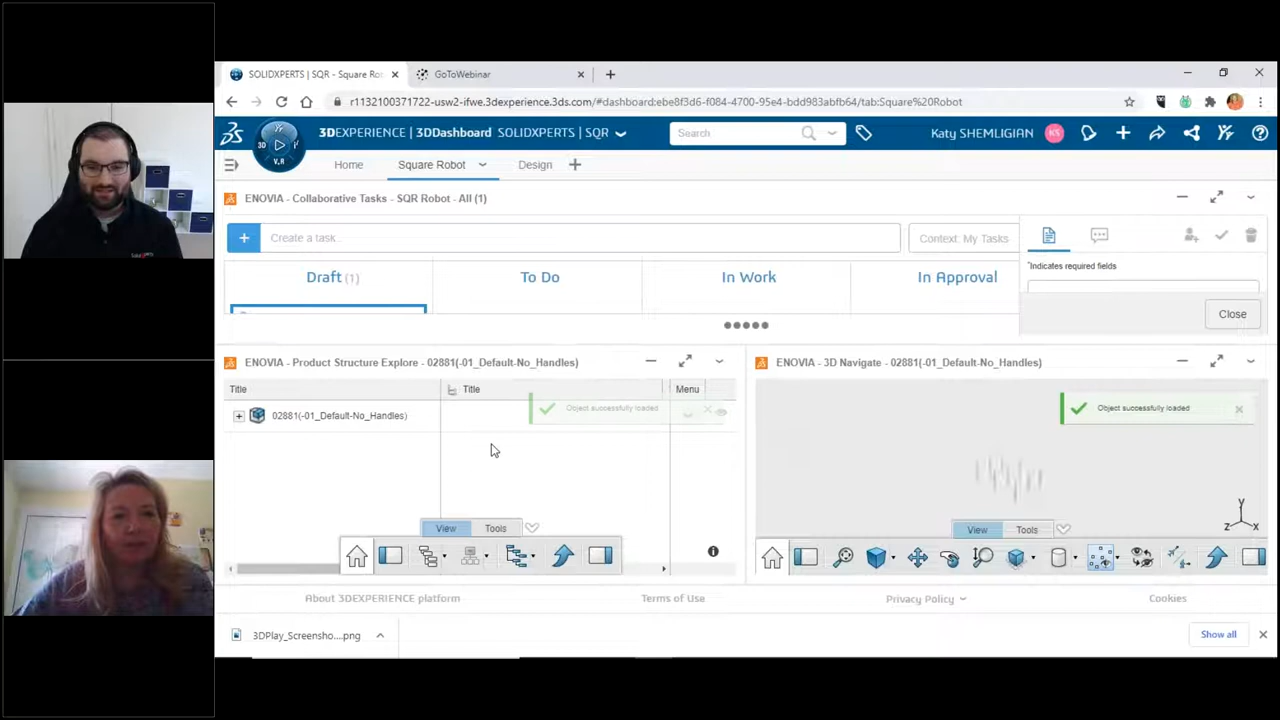 SOLIDXPERTS | SQR - Square Ro
GoToWebinar
r1132100371722-usw2-ifwe.3dexperience.3ds.com/#dashboard:ebe8f3d6-f084-4700-95e4-bdd983abfb64/tab:Square%20Robot
3DEXPERIENCE | 3DDashboard SOLIDXPERTS | SQR
Search
Katy SHEMLIGIAN KS
3D
V.R
Home
Square Robot
Design
ENOVIA - Collaborative Tasks - SQR Robot - All (1)
Create a task..
Context: My Tasks
Draft (1)
To Do
In Work
In Approval
*Indicates required fields
Close
ENOVIA - Product Structure Explore - 02881(-01_Default-No_Handles)
Title
Title
Menu
02881(-01_Default-No_Handles)
Object successfully loaded
View
Tools
ENOVIA - 3D Navigate - 02881(-01_Default-No_Handles)
Object successfully loaded
Y
Z
X
View
Tools
About 3DEXPERIENCE platform
Terms of Use
Privacy Policy
Cookies
3DPlay_Screensho....png
Show all